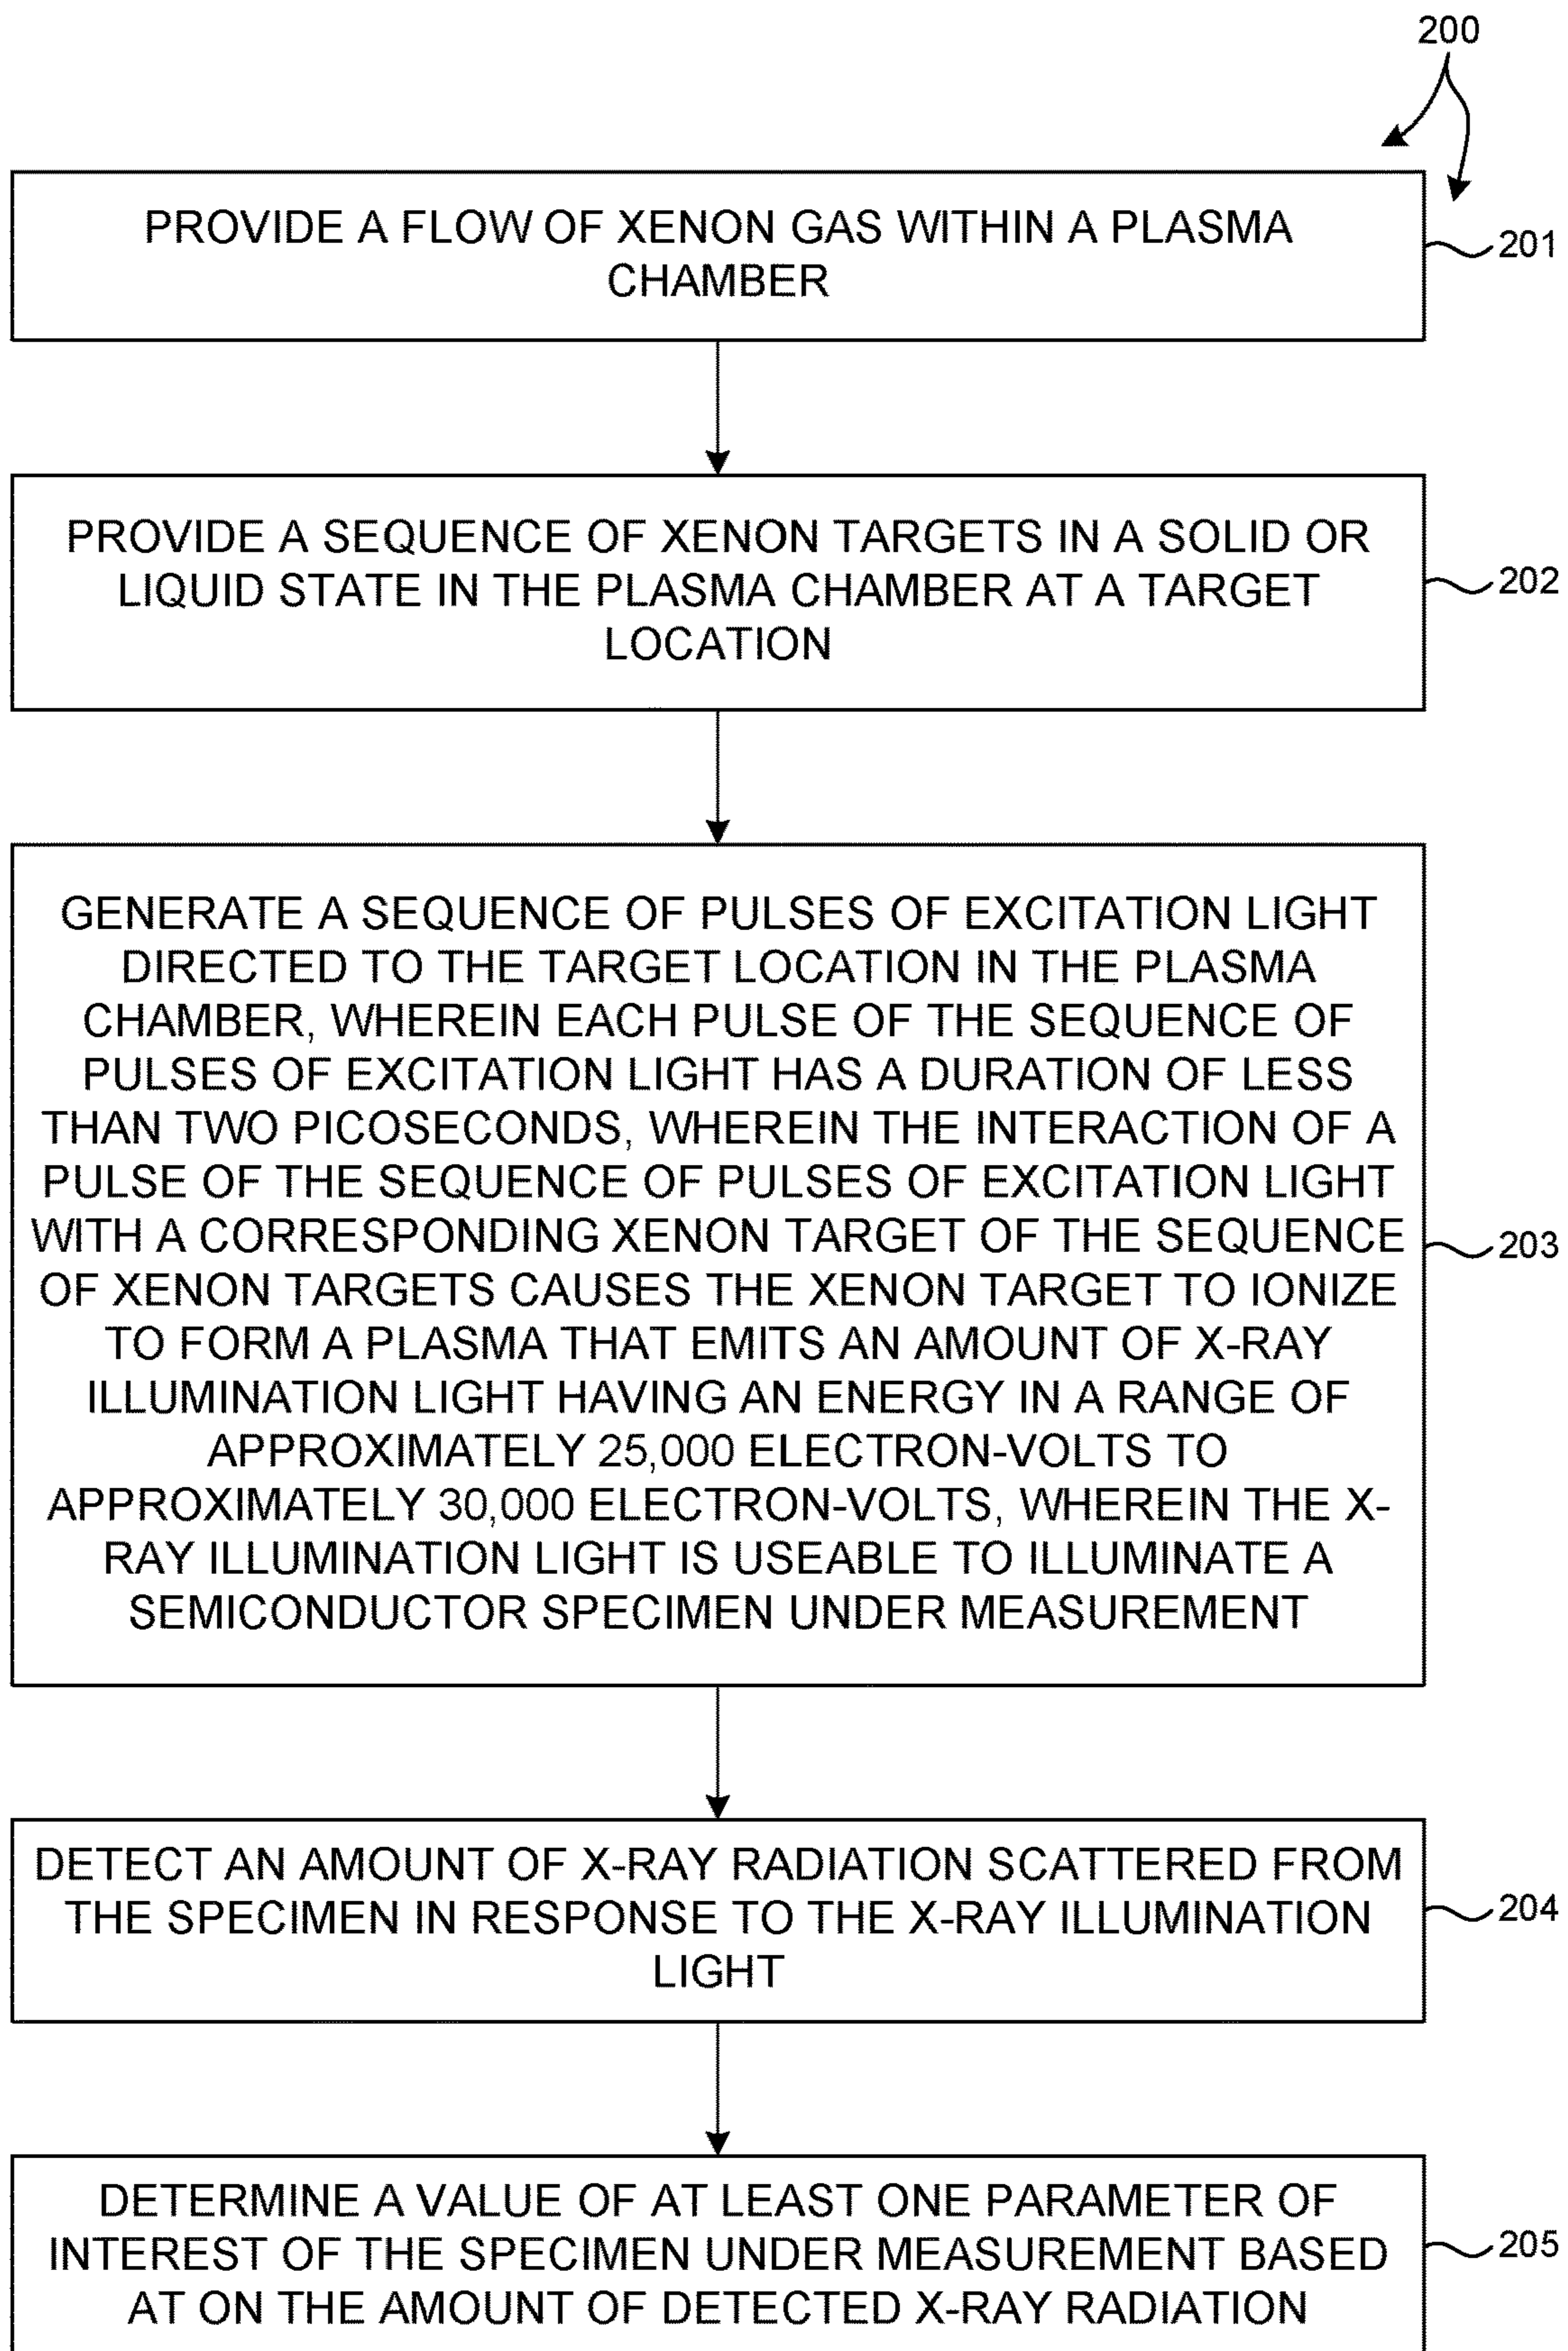 200
PROVIDE A FLOW OF XENON GAS WITHIN A PLASMA
CHAMBER
201
PROVIDE A SEQUENCE OF XENON TARGETS IN A SOLID OR
LIQUID STATE IN THE PLASMA CHAMBER AT A TARGET
LOCATION
202
GENERATE A SEQUENCE OF PULSES OF EXCITATION LIGHT
DIRECTED TO THE TARGET LOCATION IN THE PLASMA
CHAMBER, WHEREIN EACH PULSE OF THE SEQUENCE OF
PULSES OF EXCITATION LIGHT HAS A DURATION OF LESS
THAN TWO PICOSECONDS, WHEREIN THE INTERACTION OF A
PULSE OF THE SEQUENCE OF PULSES OF EXCITATION LIGHT
WITH A CORRESPONDING XENON TARGET OF THE SEQUENCE
OF XENON TARGETS CAUSES THE XENON TARGET TO IONIZE
TO FORM A PLASMA THAT EMITS AN AMOUNT OF X-RAY
ILLUMINATION LIGHT HAVING AN ENERGY IN A RANGE OF
APPROXIMATELY 25,000 ELECTRON-VOLTS TO
APPROXIMATELY 30,000 ELECTRON-VOLTS, WHEREIN THE X-
RAY ILLUMINATION LIGHT IS USEABLE TO ILLUMINATE A
SEMICONDUCTOR SPECIMEN UNDER MEASUREMENT
203
DETECT AN AMOUNT OF X-RAY RADIATION SCATTERED FROM
THE SPECIMEN IN RESPONSE TO THE X-RAY ILLUMINATION
LIGHT
204
DETERMINE A VALUE OF AT LEAST ONE PARAMETER OF
INTEREST OF THE SPECIMEN UNDER MEASUREMENT BASED
AT ON THE AMOUNT OF DETECTED X-RAY RADIATION
205